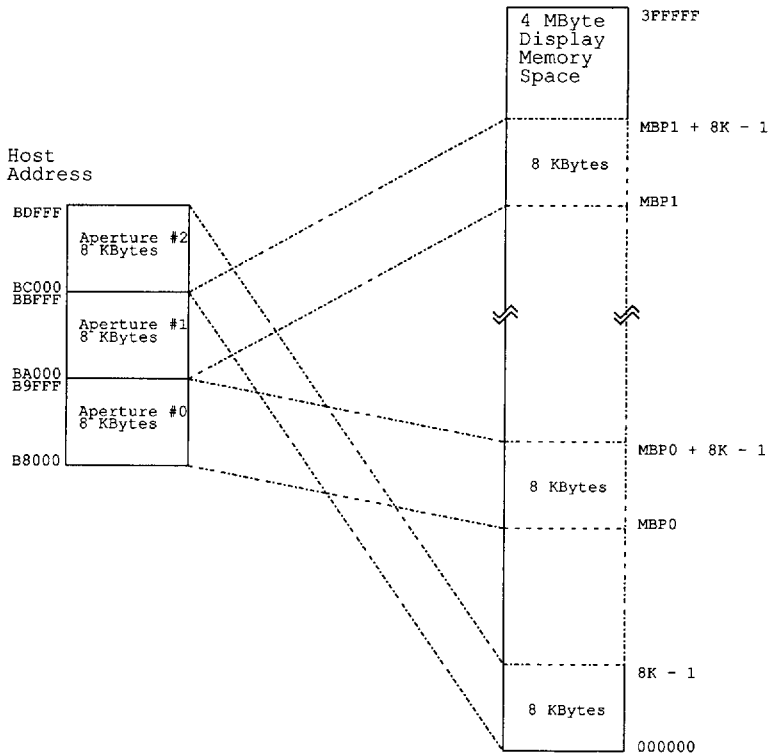 4 MByte
Display
Memory
Space
3FFFFF
MBP1 + 8K - 1
8 KBytes
MBP1
Host
Address
BDFFF
Aperture #2
8 KBytes
BC000
BBFFF
Aperture #1
8 KBytes
BA000
B9FFF
Aperture #0
8 KBytes
B8000
MBP0 + 8K - 1
8 KBytes
MBP0
8K - 1
8 KBytes
000000